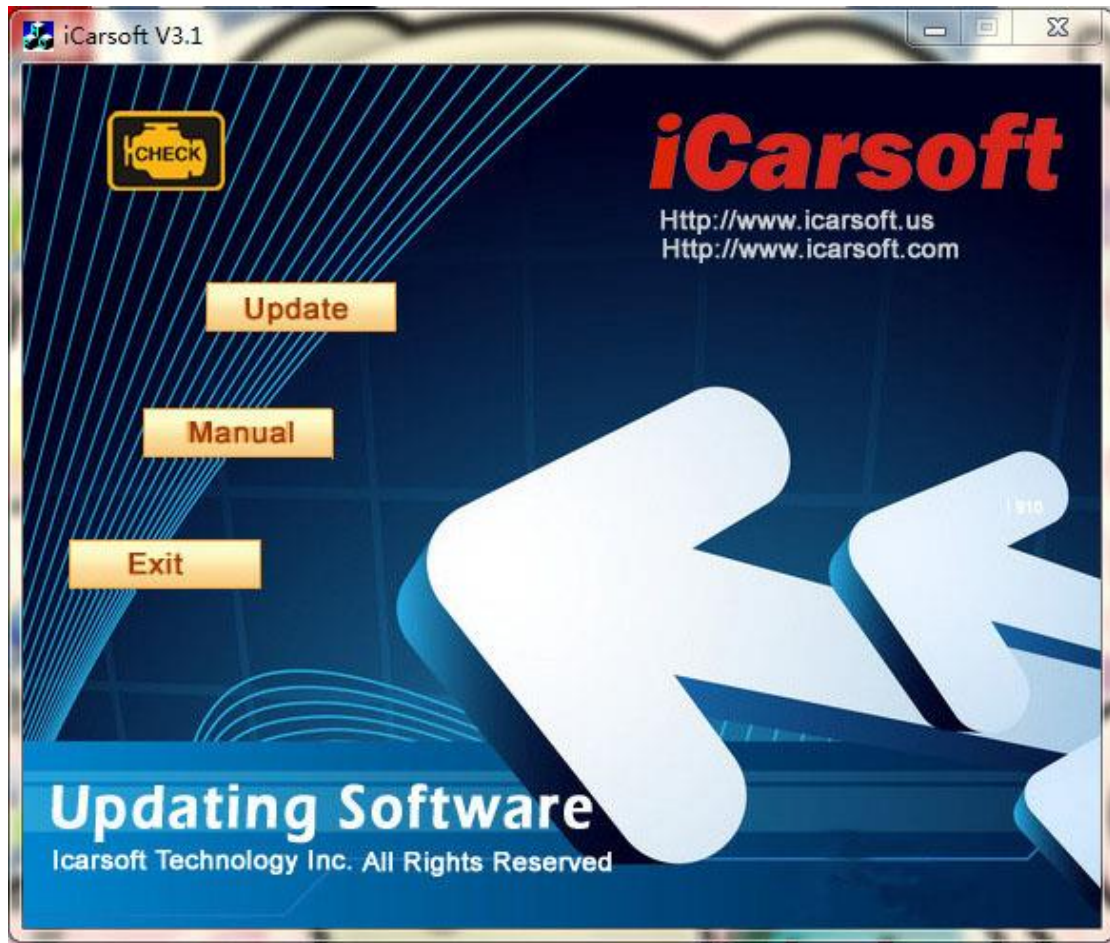 iCarsoft V3.1
CHECK
iCarsoft
Http://www.icarsoft.us
Http://www.icarsoft.com
Update
Manual
Exit
Updating Software
Icarsoft Technology Inc. All Rights Reserved